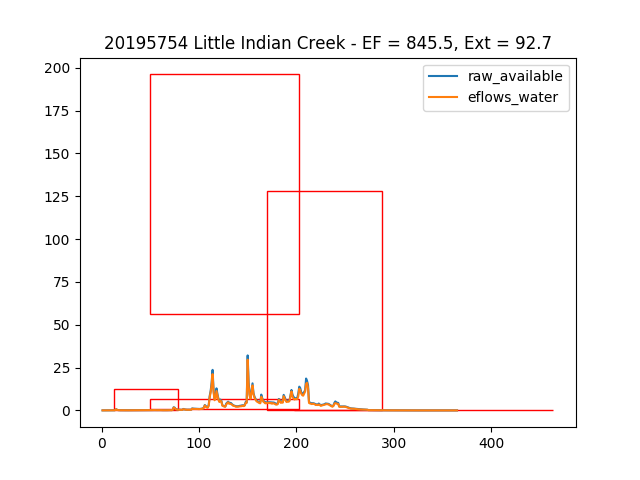 20195754 Little Indian Creek - EF = 845.5, Ext = 92.7
raw_available
eflows_water
200
175
150
125
100
75
50
25
0
0 100 200 300 400